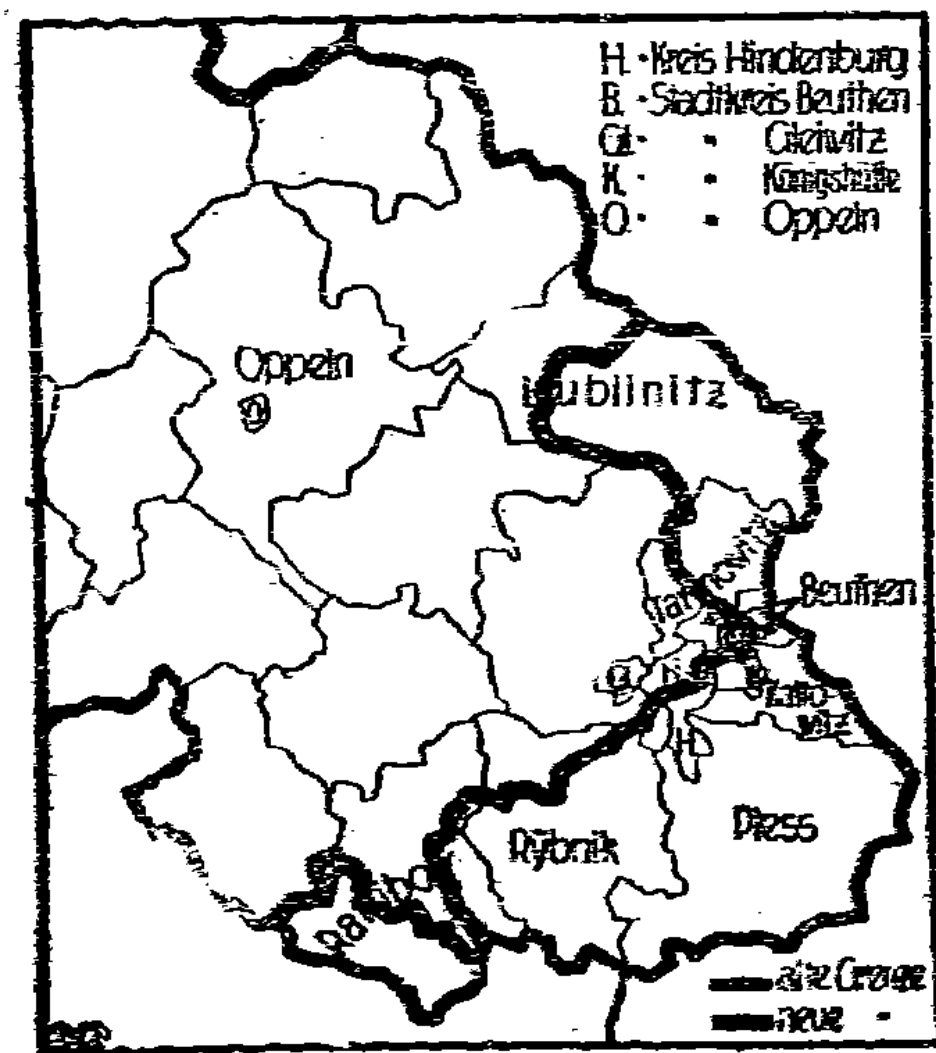 H. · Kreis Hindenburg
B. · Stadtkreis Beuthen
Gl. · " Gleiwitz
K. · " Königshütte
O. · " Oppeln
Oppeln
Lublinitz
Tarnowitz
Beuthen
Gl
H
Katto-
witz
H
Pless
Rybnik
alte Grenze
neue "